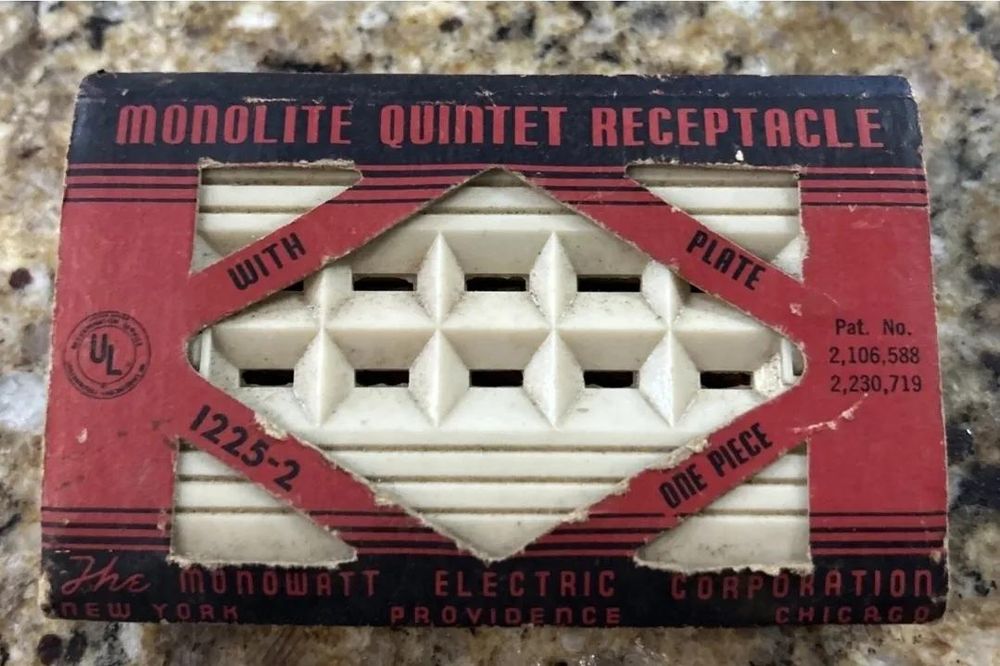 MONOLITE QUINTET RECEPTACLE
WITH
PLATE
UL
Pat. No.
2,106,588
2,230,719
1225-2
ONE PIECE
The MONOWATT ELECTRIC CORPORATION
NEW YORK PROVIDENCE CHICAGO